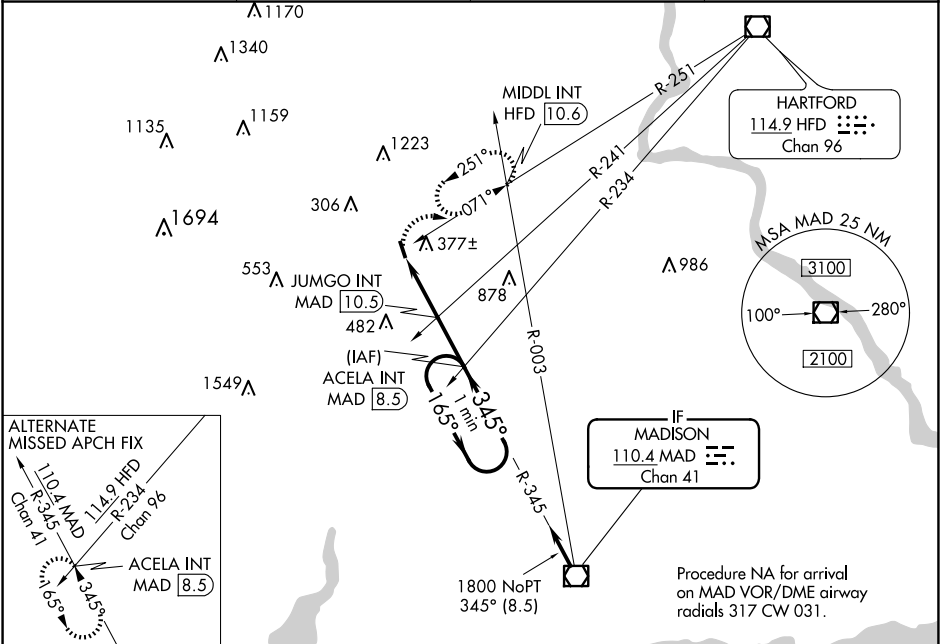 1170
1340
1159
1135
1223
MIDDL INT
HFD 10.6
R-251
HARTFORD
114.9 HFD
Chan 96
251°
071°
R-241
R-234
306
1694
377±
553
JUMGO INT
MAD 10.5
878
986
MSA MAD 25 NM
3100
100°
280°
2100
482
(IAF)
ACELA INT
MAD 8.5
R-003
1549
165°
1 min
345°
R-345
IF
MADISON
110.4 MAD
Chan 41
1800 NoPT
345° (8.5)
ALTERNATE
MISSED APCH FIX
110.4 MAD
R-345
Chan 41
114.9 HFD
R-234
Chan 96
ACELA INT
MAD 8.5
165°
345°
Procedure NA for arrival
on MAD VOR/DME airway
radials 317 CW 031.